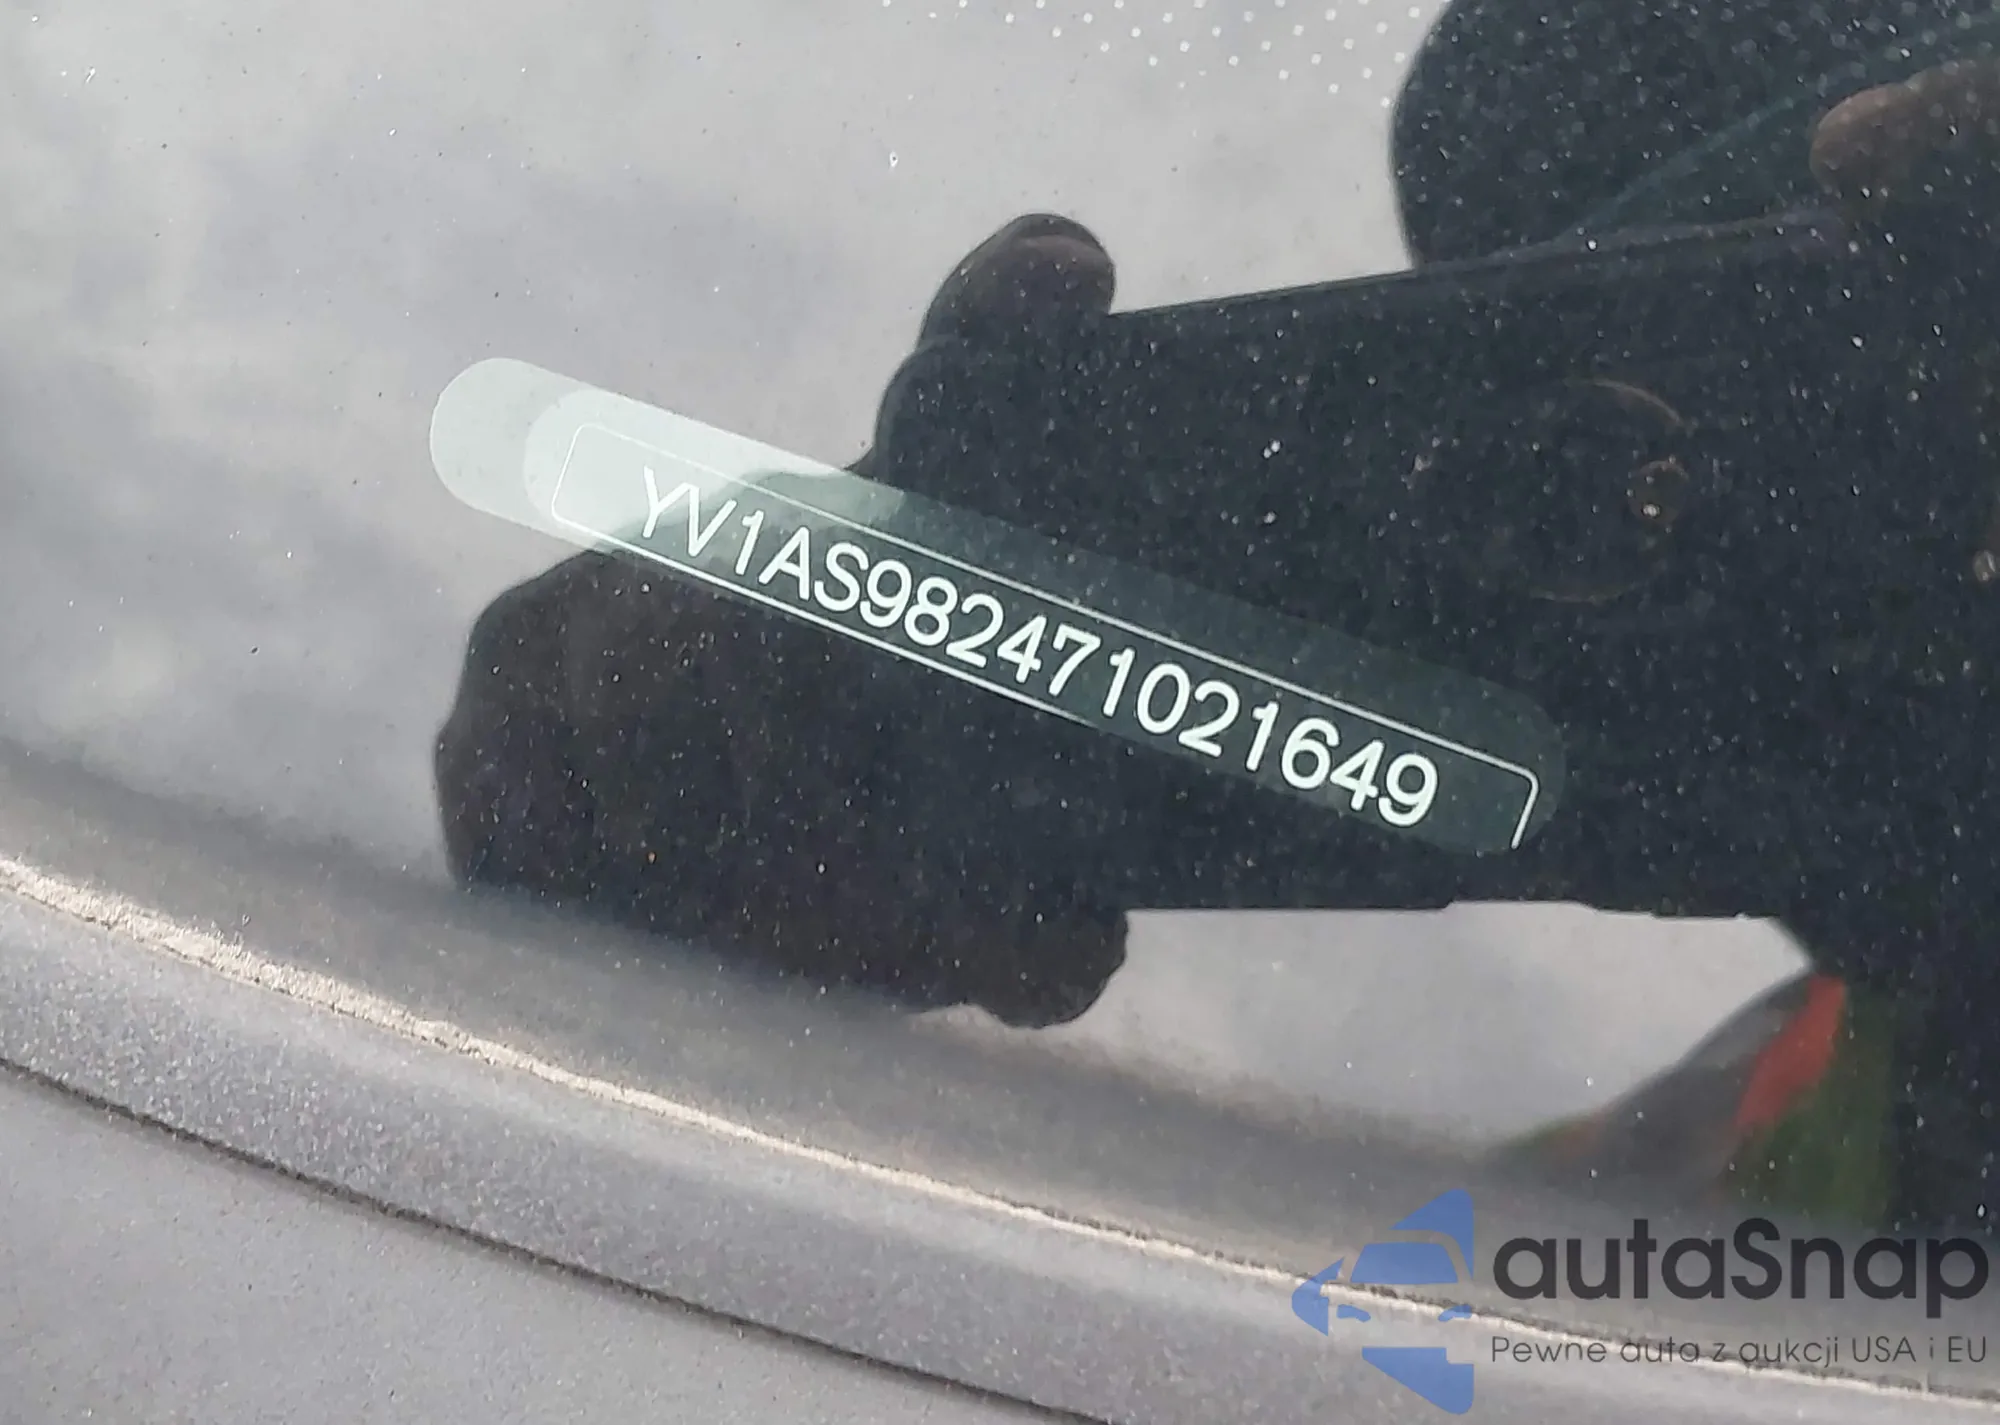 YV1AS982471021649
autaSnap
Pewne auta z aukcji USA i EU